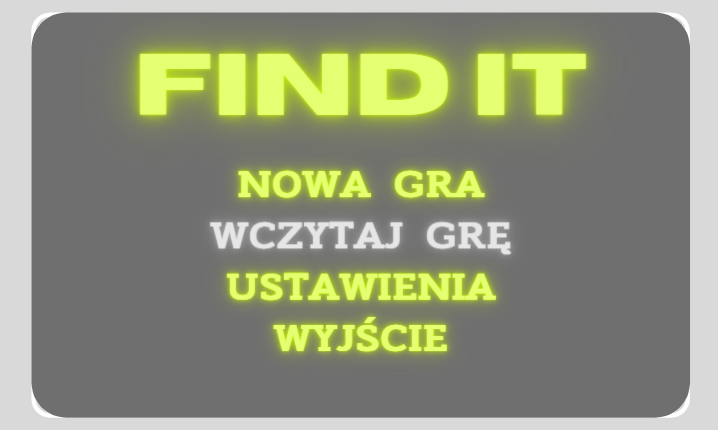 FIND IT
NOWA GRA
WCZYTAJ GRĘ
USTAWIENIA
WYJŚCIE